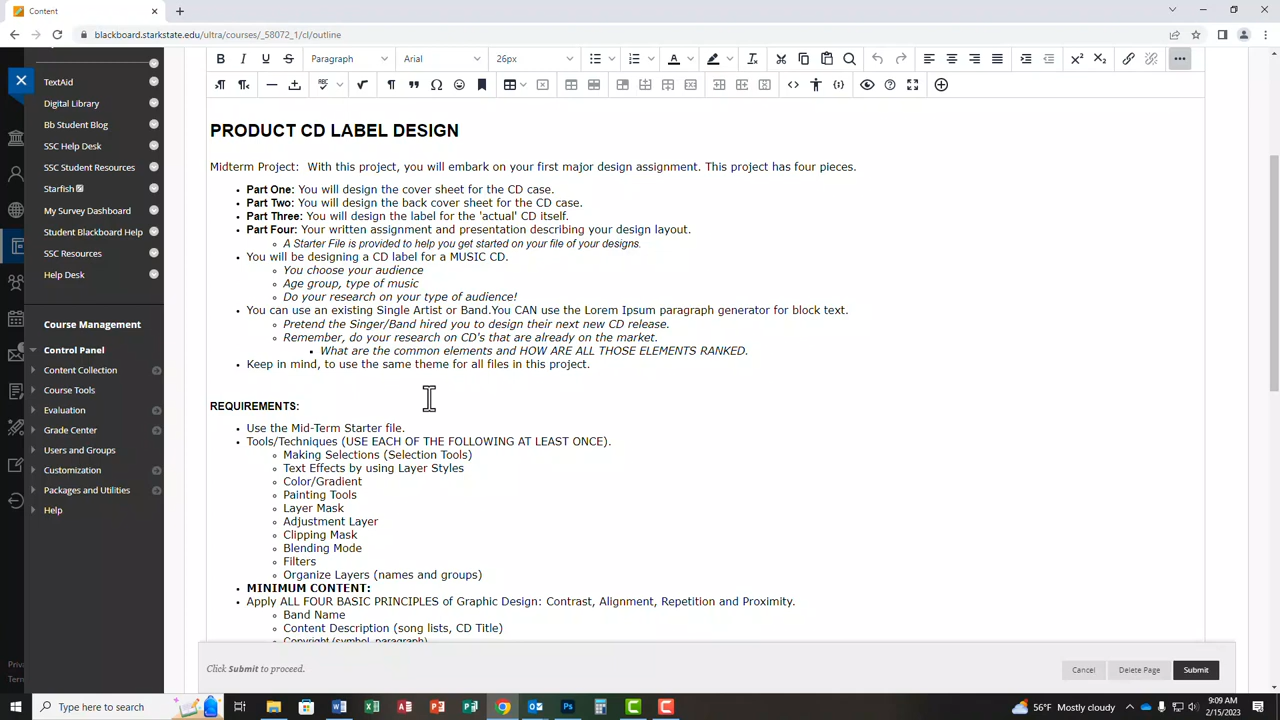 Content
blackboard.starkstate.edu/ultra/courses/_58072_1/cl/outline
Paragraph
Arial
26px
TextAid
Digital Library
Bb Student Blog
SSC Help Desk
SSC Student Resources
Starfish
My Survey Dashboard
Student Blackboard Help
SSC Resources
Help Desk
Course Management
Control Panel
Content Collection
Course Tools
Evaluation
Grade Center
Users and Groups
Customization
Packages and Utilities
Help
PRODUCT CD LABEL DESIGN
Midterm Project: With this project, you will embark on your first major design assignment. This project has four pieces.
Part One: You will design the cover sheet for the CD case.
Part Two: You will design the back cover sheet for the CD case.
Part Three: You will design the label for the 'actual' CD itself.
Part Four: Your written assignment and presentation describing your design layout.
A Starter File is provided to help you get started on your file of your designs.
You will be designing a CD label for a MUSIC CD.
You choose your audience
Age group, type of music
Do your research on your type of audience!
You can use an existing Single Artist or Band.You CAN use the Lorem Ipsum paragraph generator for block text.
Pretend the Singer/Band hired you to design their next new CD release.
Remember, do your research on CD's that are already on the market.
What are the common elements and HOW ARE ALL THOSE ELEMENTS RANKED.
Keep in mind, to use the same theme for all files in this project.
REQUIREMENTS:
Use the Mid-Term Starter file.
Tools/Techniques (USE EACH OF THE FOLLOWING AT LEAST ONCE).
Making Selections (Selection Tools)
Text Effects by using Layer Styles
Color/Gradient
Painting Tools
Layer Mask
Adjustment Layer
Clipping Mask
Blending Mode
Filters
Organize Layers (names and groups)
MINIMUM CONTENT:
Apply ALL FOUR BASIC PRINCIPLES of Graphic Design: Contrast, Alignment, Repetition and Proximity.
Band Name
Content Description (song lists, CD Title)
Copyright (symbol, paragraph)
Click Submit to proceed.
Cancel
Delete Page
Submit
Priv
Tern
Type here to search
56°F Mostly cloudy
9:09 AM
2/15/2023